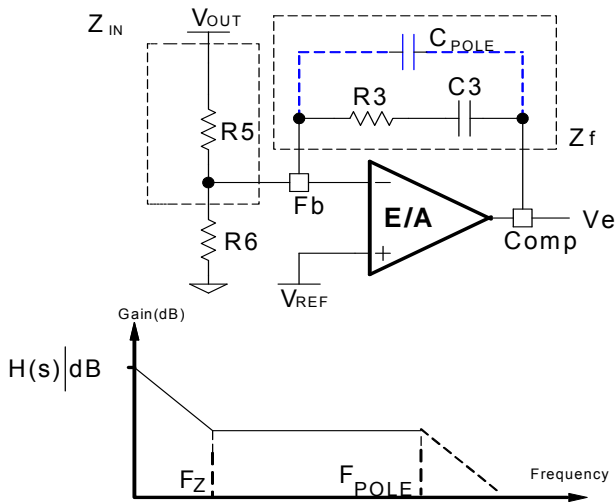 VOUT
Z IN
CPOLE
R3
C3
R5
Zf
Fb
E/A
Ve
Comp
R6
VREF
Gain(dB)
H(s)|dB
FZ
FPOLE
Frequency